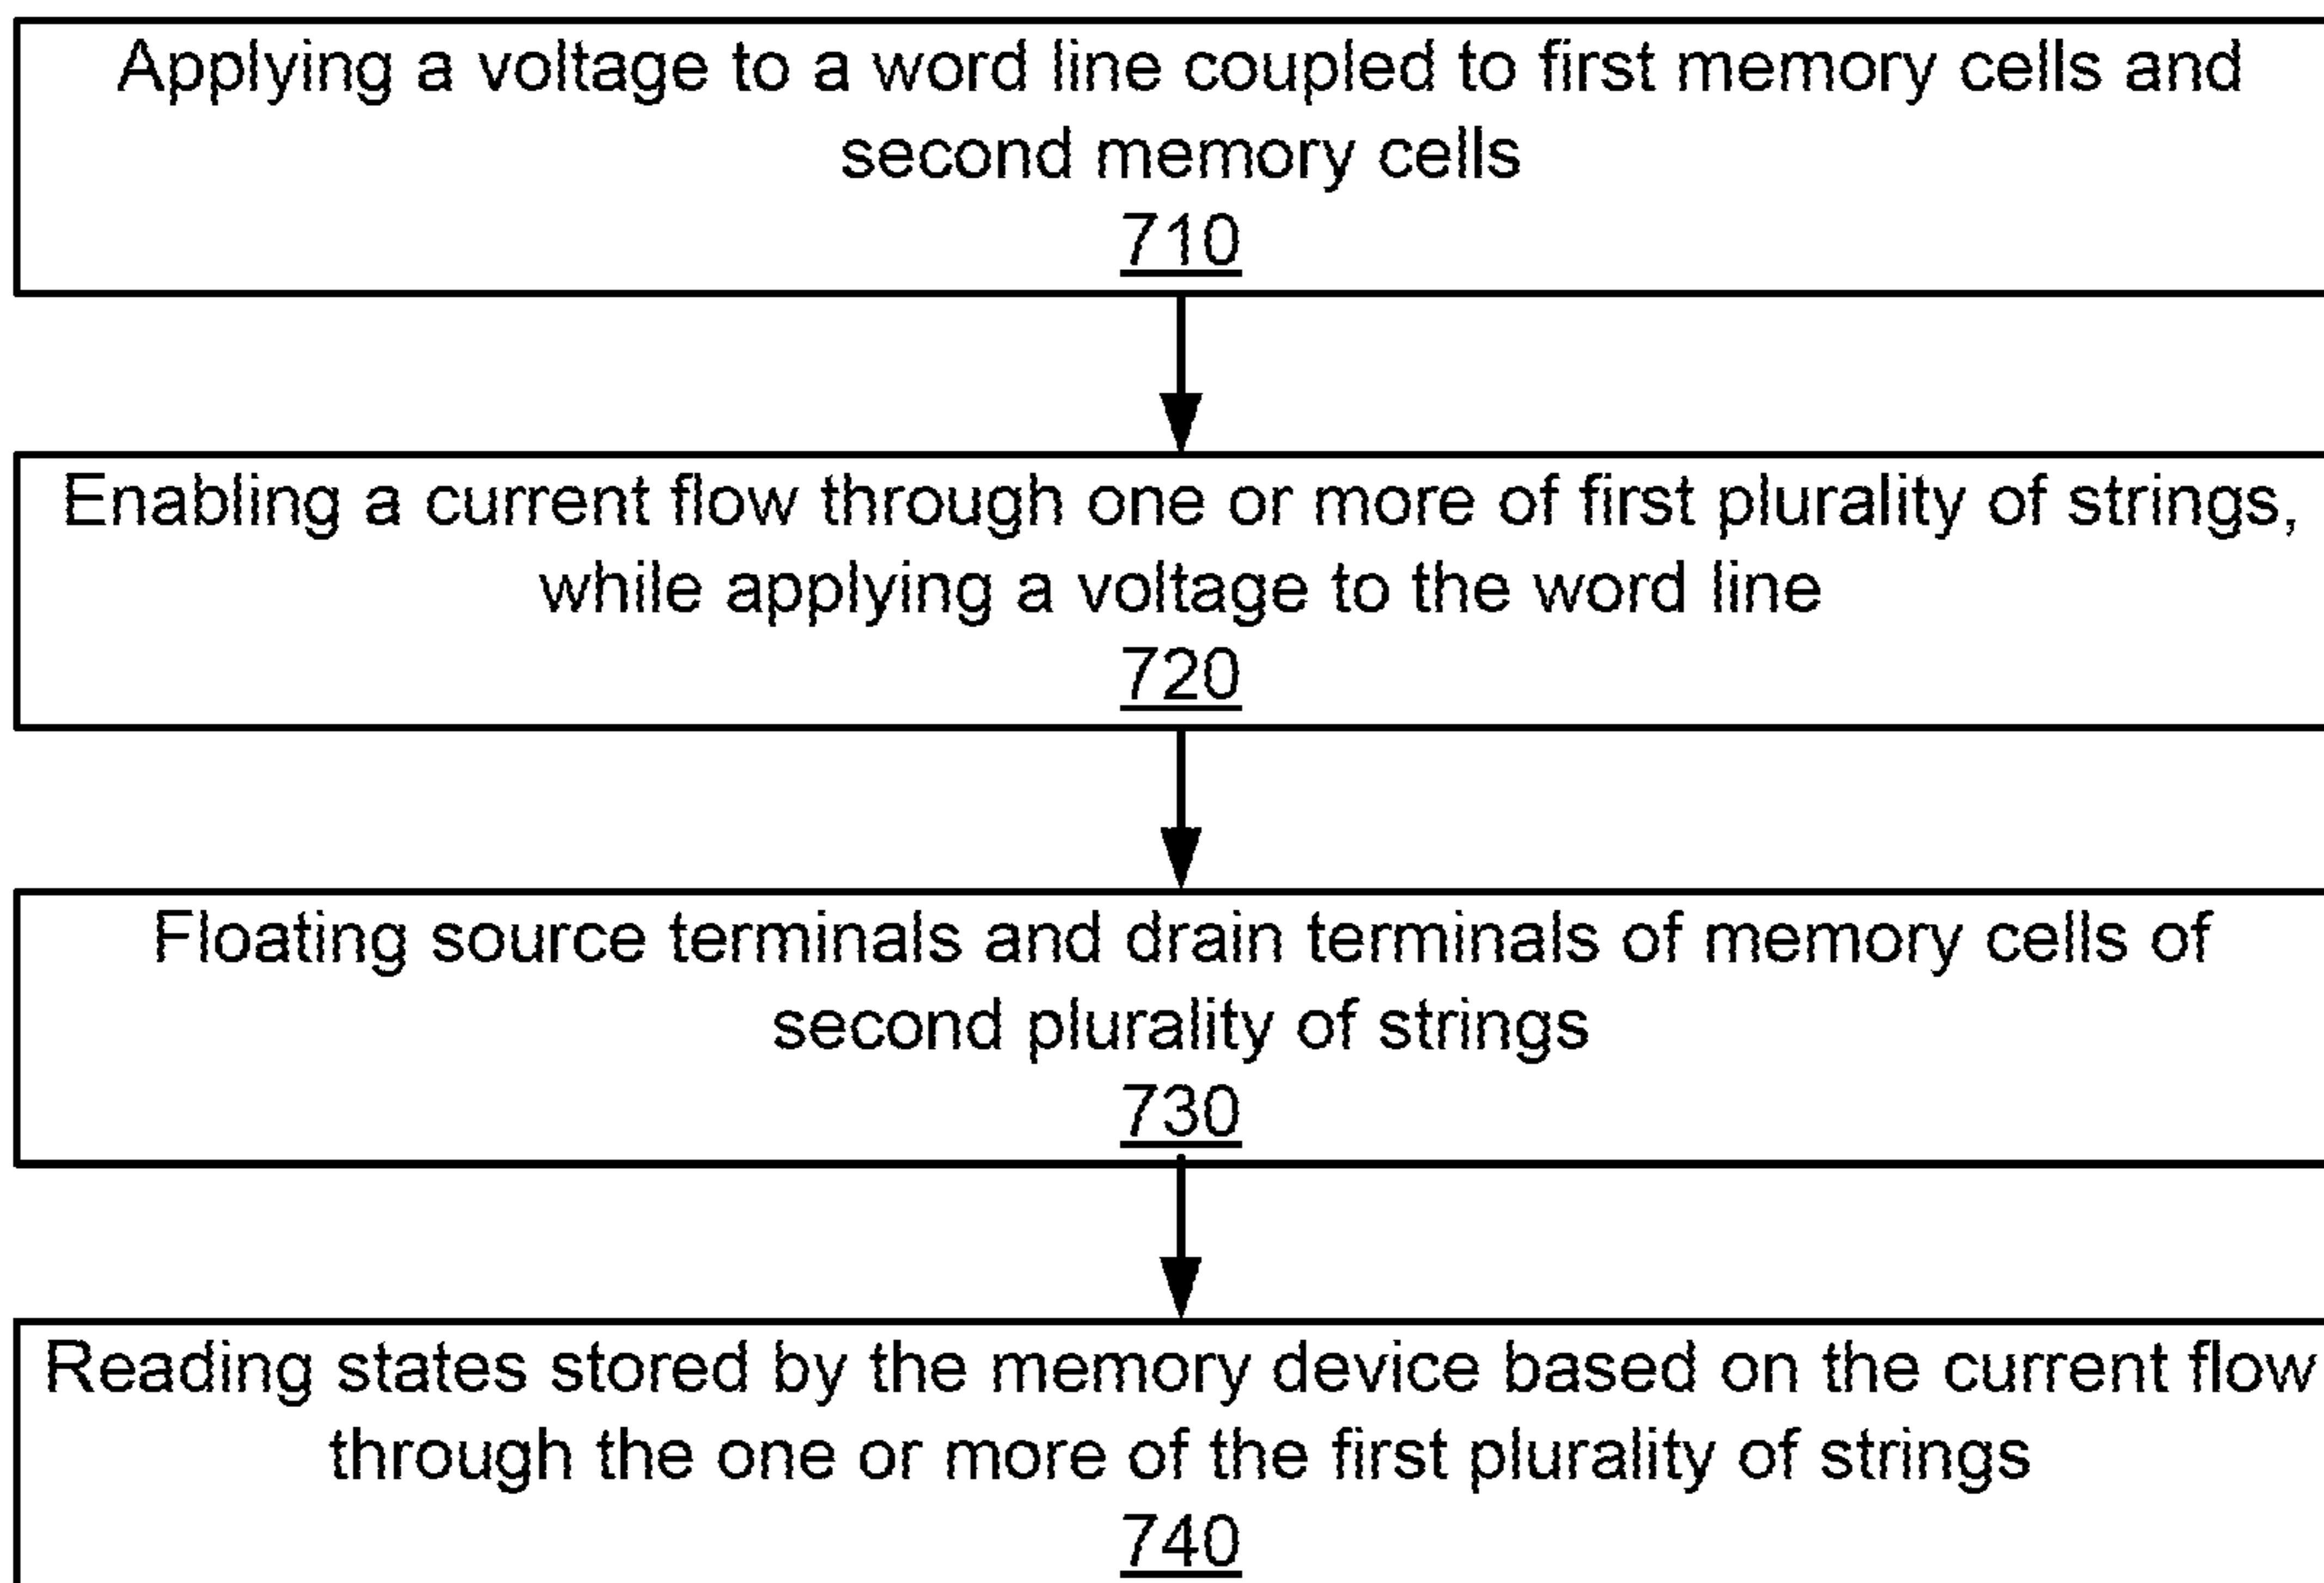 Applying a voltage to a word line coupled to first memory cells and
second memory cells
710
Enabling a current flow through one or more of first plurality of strings,
while applying a voltage to the word line
720
Floating source terminals and drain terminals of memory cells of
second plurality of strings
730
Reading states stored by the memory device based on the current flow
through the one or more of the first plurality of strings
740